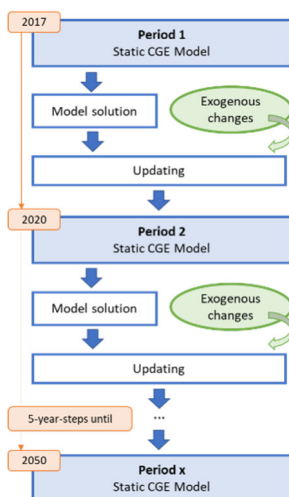 2017
Period 1
Static CGE Model
Model solution
Exogenous
changes
Updating
2020
Period 2
Static CGE Model
Model solution
Exogenous
changes
Updating
...
5-year-steps until
2050
Period x
Static CGE Model